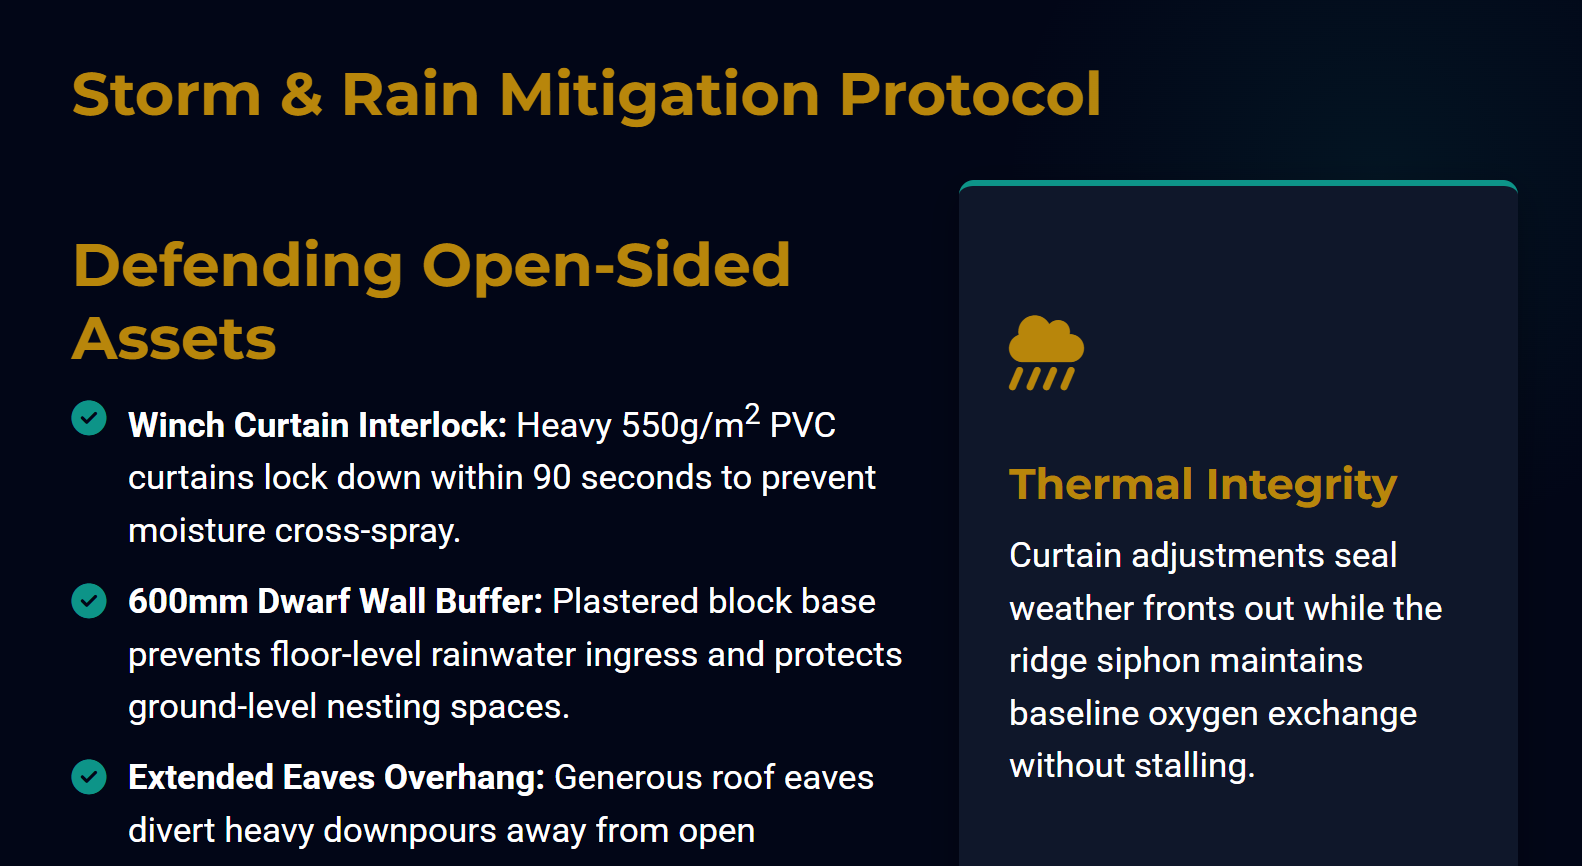 Storm & Rain Mitigation Protocol
Defending Open-Sided
Assets
Winch Curtain Interlock: Heavy 550g/m² PVC
curtains lock down within 90 seconds to prevent
moisture cross-spray.
600mm Dwarf Wall Buffer: Plastered block base
prevents floor-level rainwater ingress and protects
ground-level nesting spaces.
Extended Eaves Overhang: Generous roof eaves
divert heavy downpours away from open
Thermal Integrity
Curtain adjustments seal
weather fronts out while the
ridge siphon maintains
baseline oxygen exchange
without stalling.